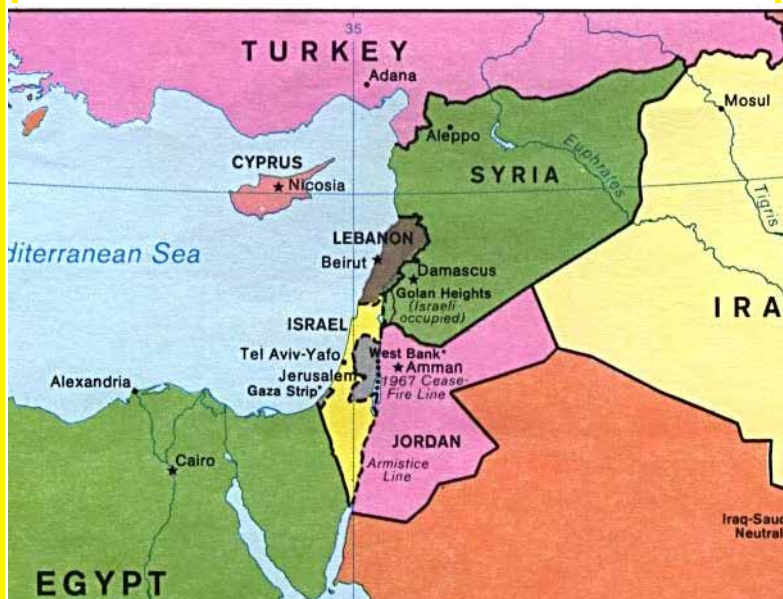 35
TURKEY
Adana
Mosul
Aleppo
Euphrates
CYPRUS
SYRIA
Nicosia
Tigris
LEBANON
diterranean Sea
Beirut
Damascus
Golan Heights
(Israeli
occupied)
IRA
ISRAEL
Tel Aviv-Yafo
West Bank*
Amman
Jerusalem
1967 Cease-
Fire Line
Alexandria
Gaza Strip*
JORDAN
Cairo
Armistice
Line
Iraq-Saud
Neutral
EGYPT